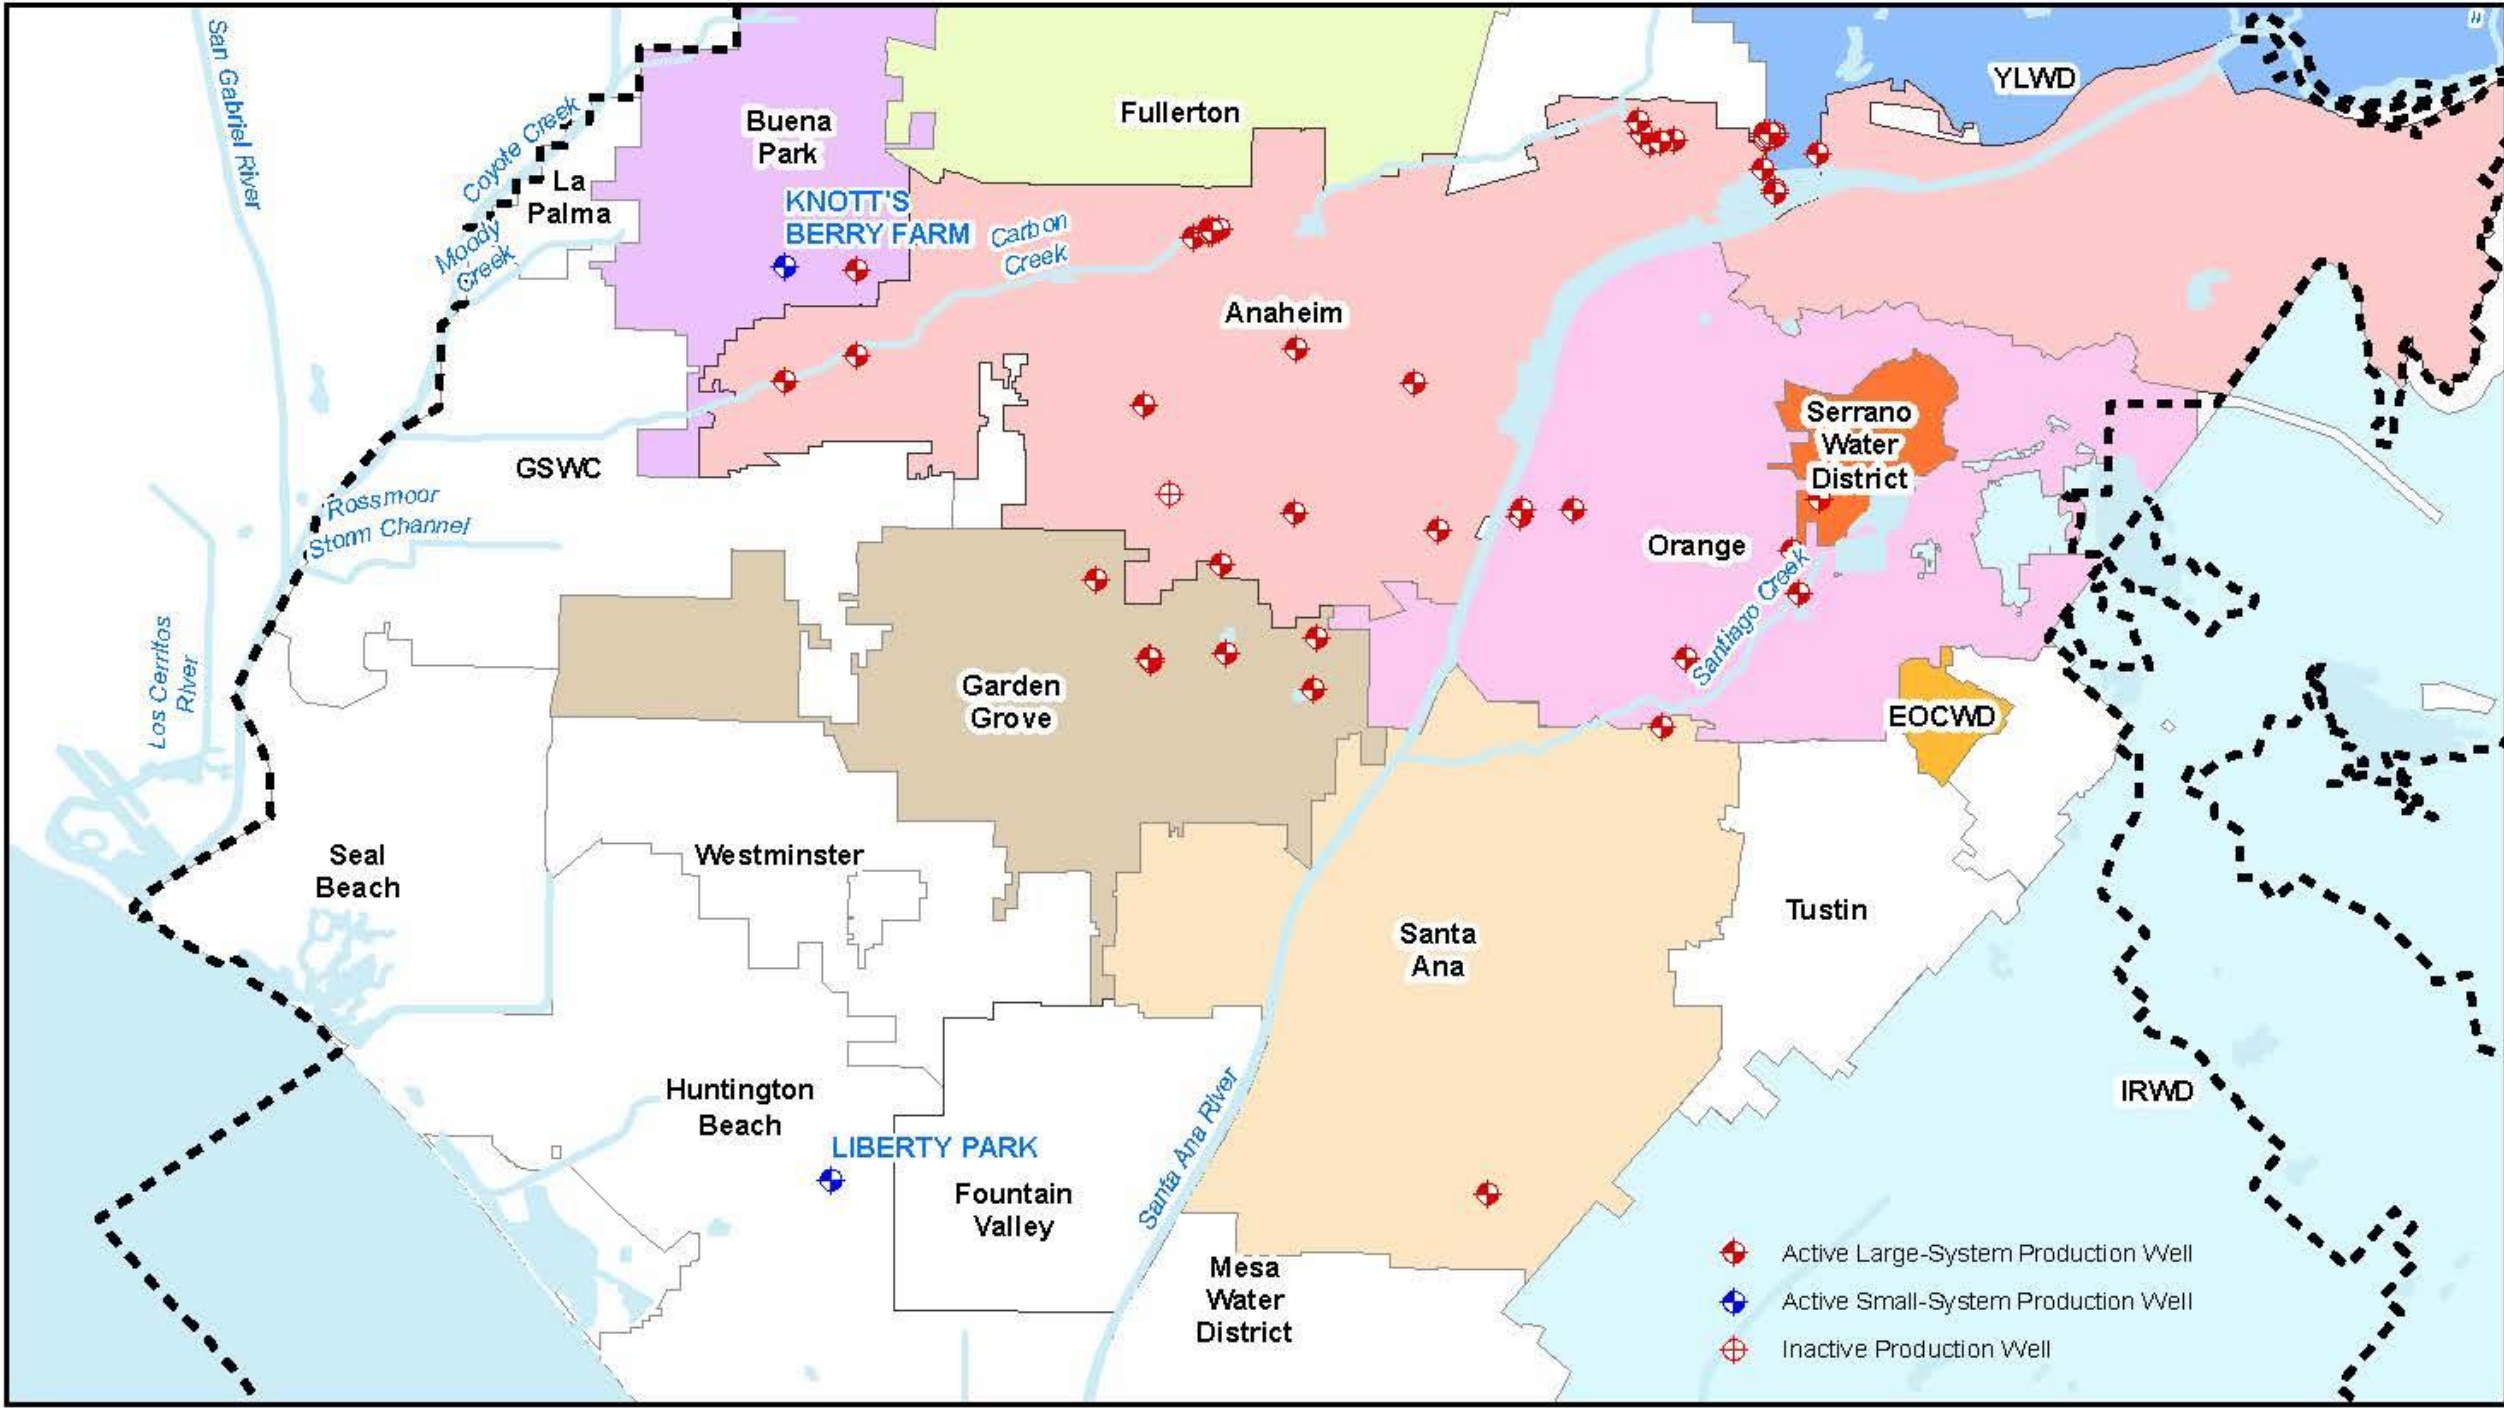 San Gabriel River
Coyote Creek
Buena
Park
Fullerton
YLWD
La
Palma
KNOTT'S
BERRY FARM
Moody
Creek
Carbon
Creek
Anaheim
Serrano
Water
District
GSWC
Rossmoor
Storm Channel
Orange
Santiago Creek
Los Cerritos
River
Garden
Grove
EOCWD
Seal
Beach
Westminster
Tustin
Santa
Ana
Huntington
Beach
IRWD
LIBERTY PARK
Santa Ana River
Fountain
Valley
Mesa
Water
District
Active Large-System Production Well
Active Small-System Production Well
Inactive Production Well